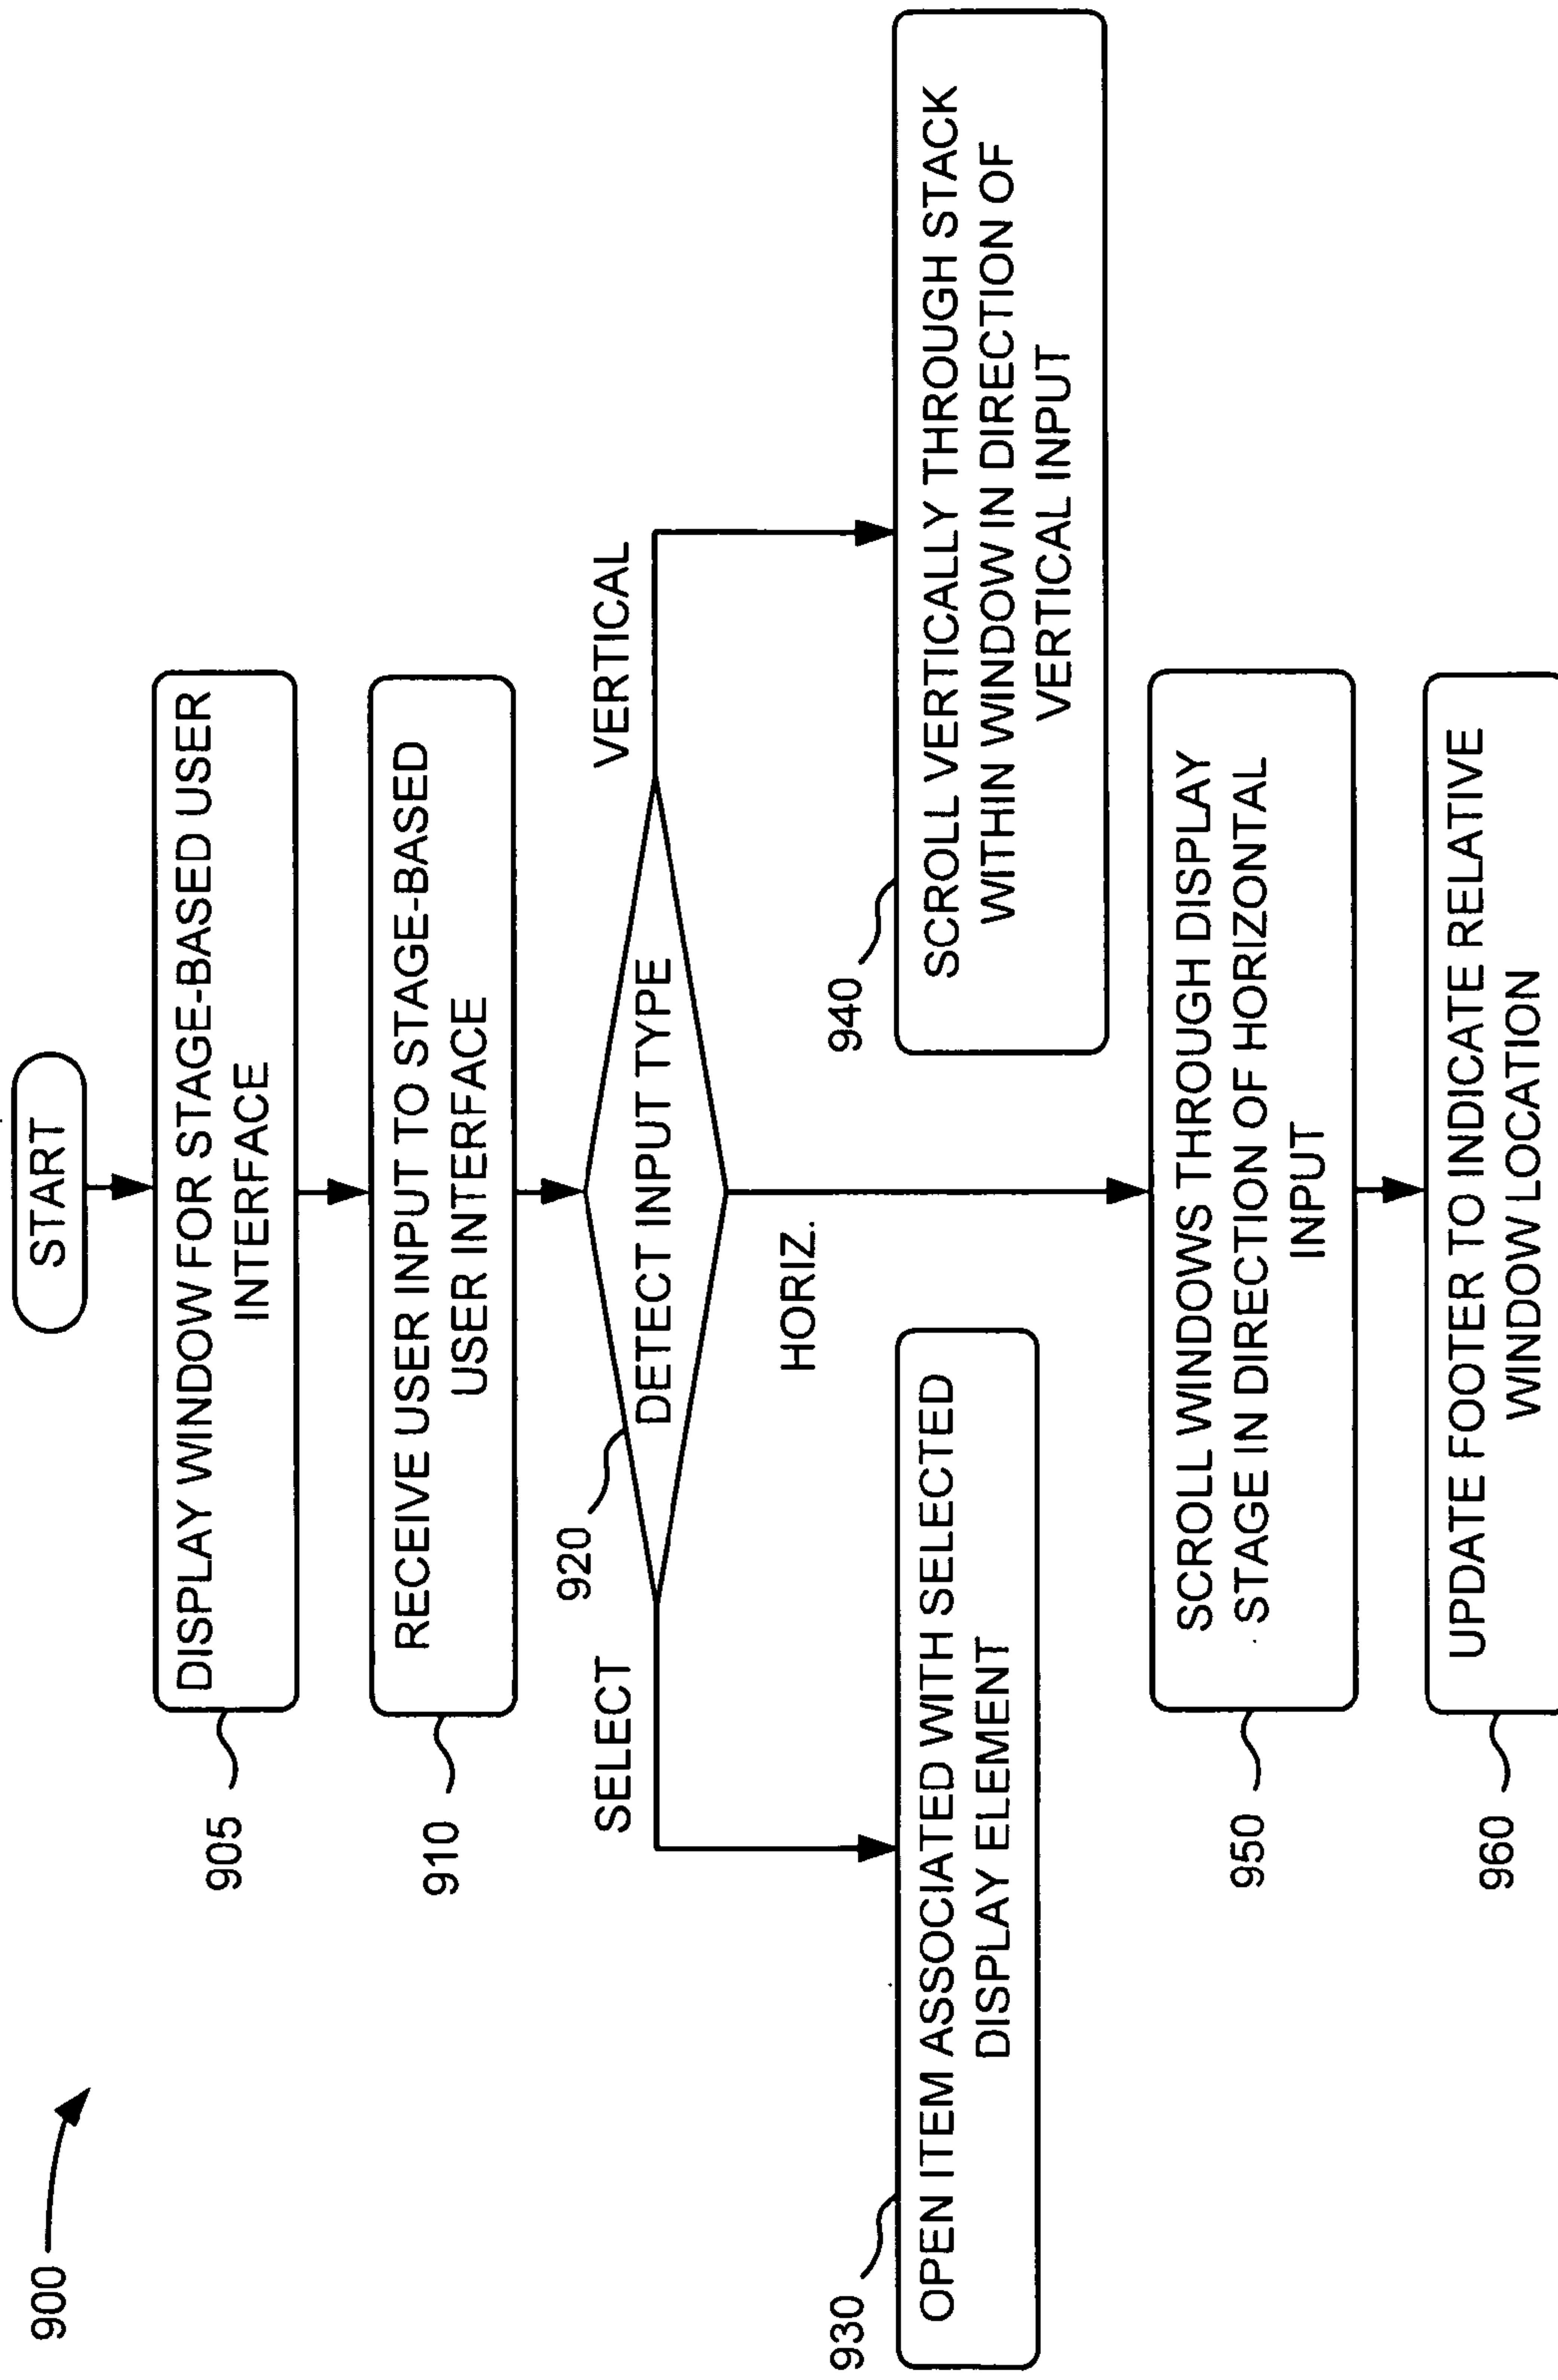 900
START
905
DISPLAY WINDOW FOR STAGE-BASED USER
INTERFACE
910
RECEIVE USER INPUT TO STAGE-BASED
USER INTERFACE
920
DETECT INPUT TYPE
SELECT
VERTICAL
HORIZ.
930
OPEN ITEM ASSOCIATED WITH SELECTED
DISPLAY ELEMENT
940
SCROLL VERTICALLY THROUGH STACK
WITHIN WINDOW IN DIRECTION OF
VERTICAL INPUT
950
SCROLL WINDOWS THROUGH DISPLAY
STAGE IN DIRECTION OF HORIZONTAL
INPUT
960
UPDATE FOOTER TO INDICATE RELATIVE
WINDOW LOCATION